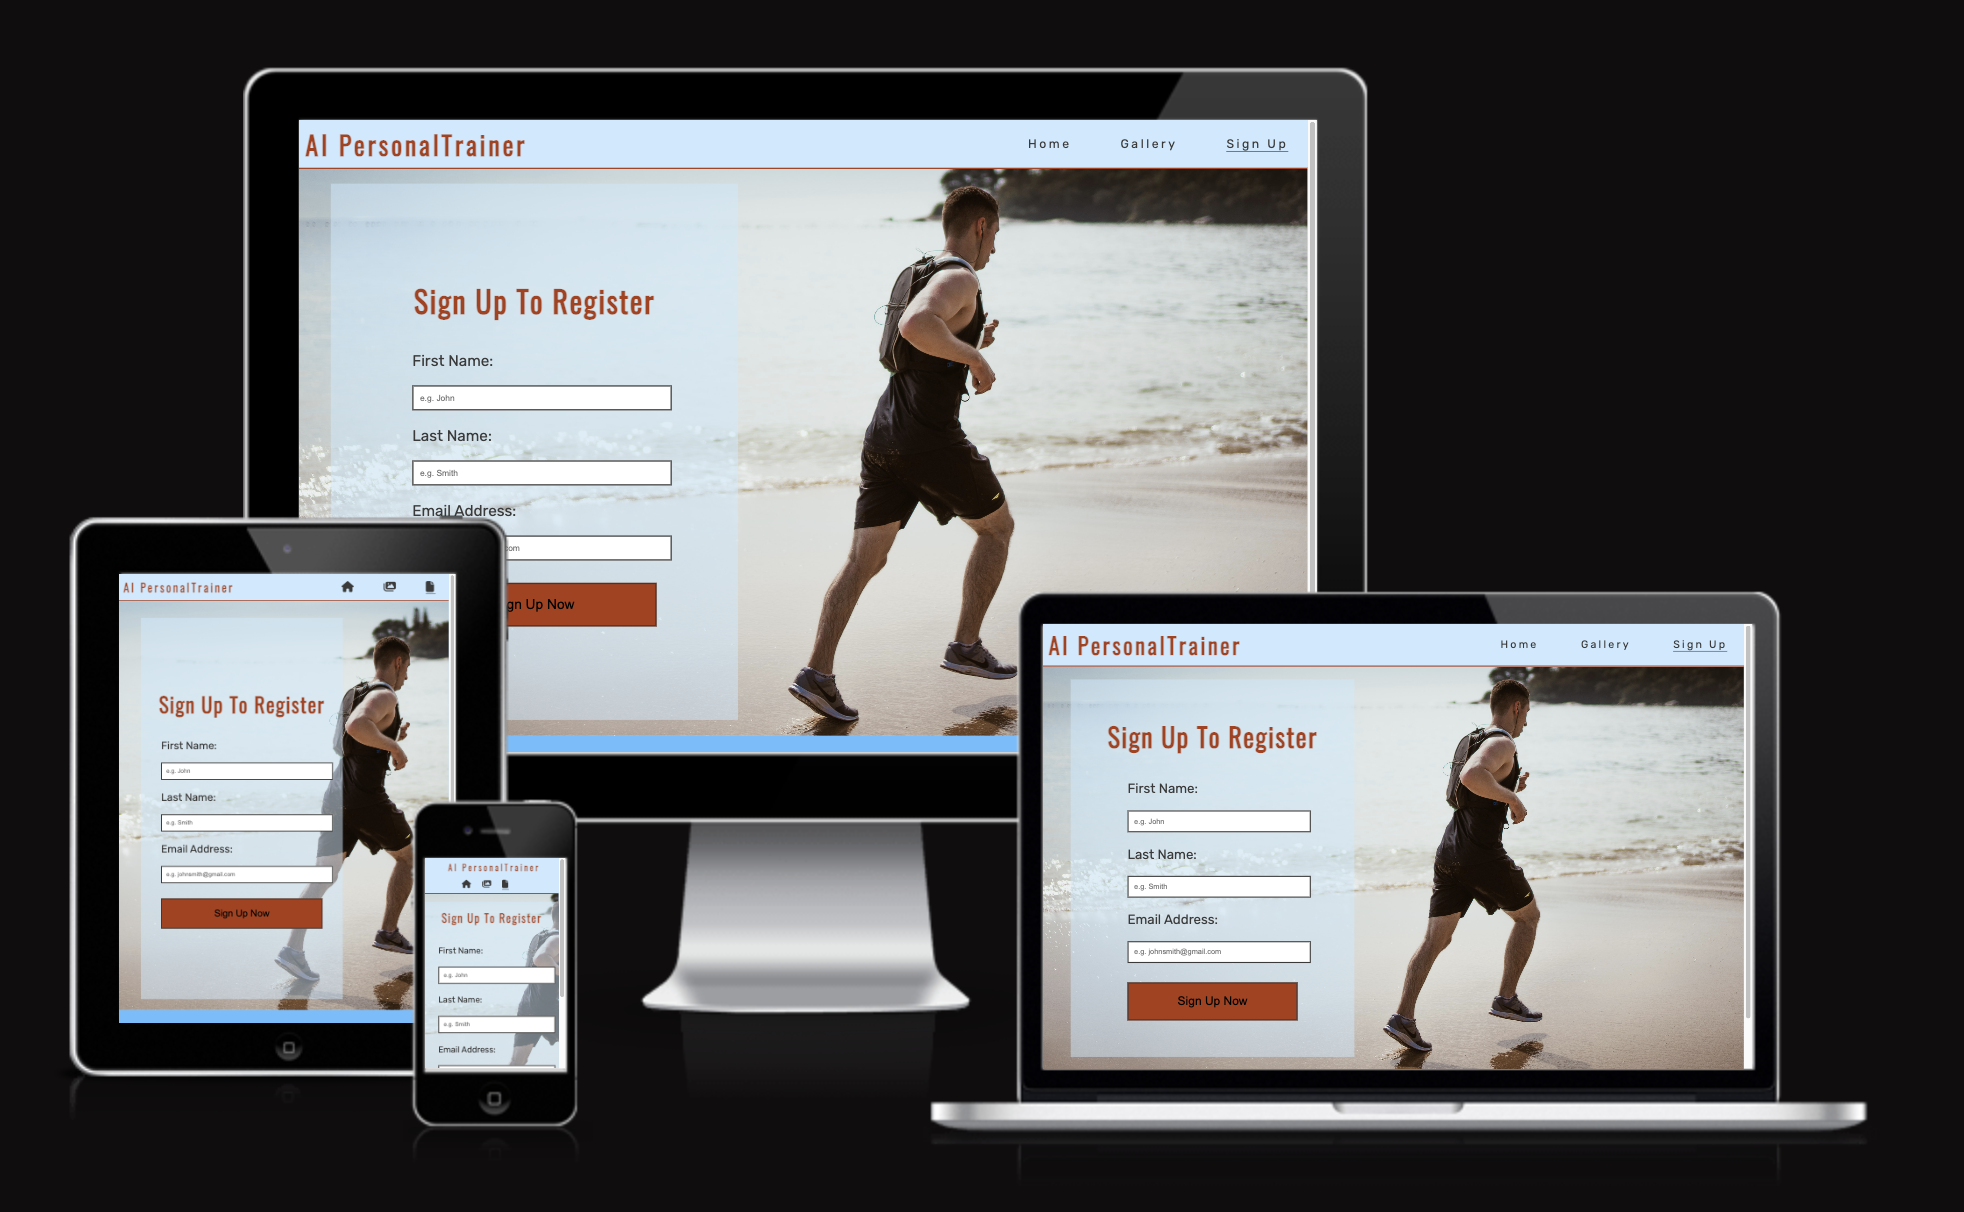 AI PersonalTrainer
Home Gallery Sign Up
Sign Up To Register
First Name:
e.g. John
Last Name:
e.g. Smith
Email Address:
.com
gn Up Now
AI PersonalTrainer
Sign Up To Register
First Name:
e.g. John
Last Name:
e.g. Smith
Email Address:
e.g. johnsmith@gmail.com
Sign Up Now
AI PersonalTrainer
Sign Up To Register
First Name:
e.g. John
Last Name:
e.g. Smith
Email Address:
AI PersonalTrainer
Home Gallery Sign Up
Sign Up To Register
First Name:
e.g. John
Last Name:
e.g. Smith
Email Address:
e.g. johnsmith@gmail.com
Sign Up Now